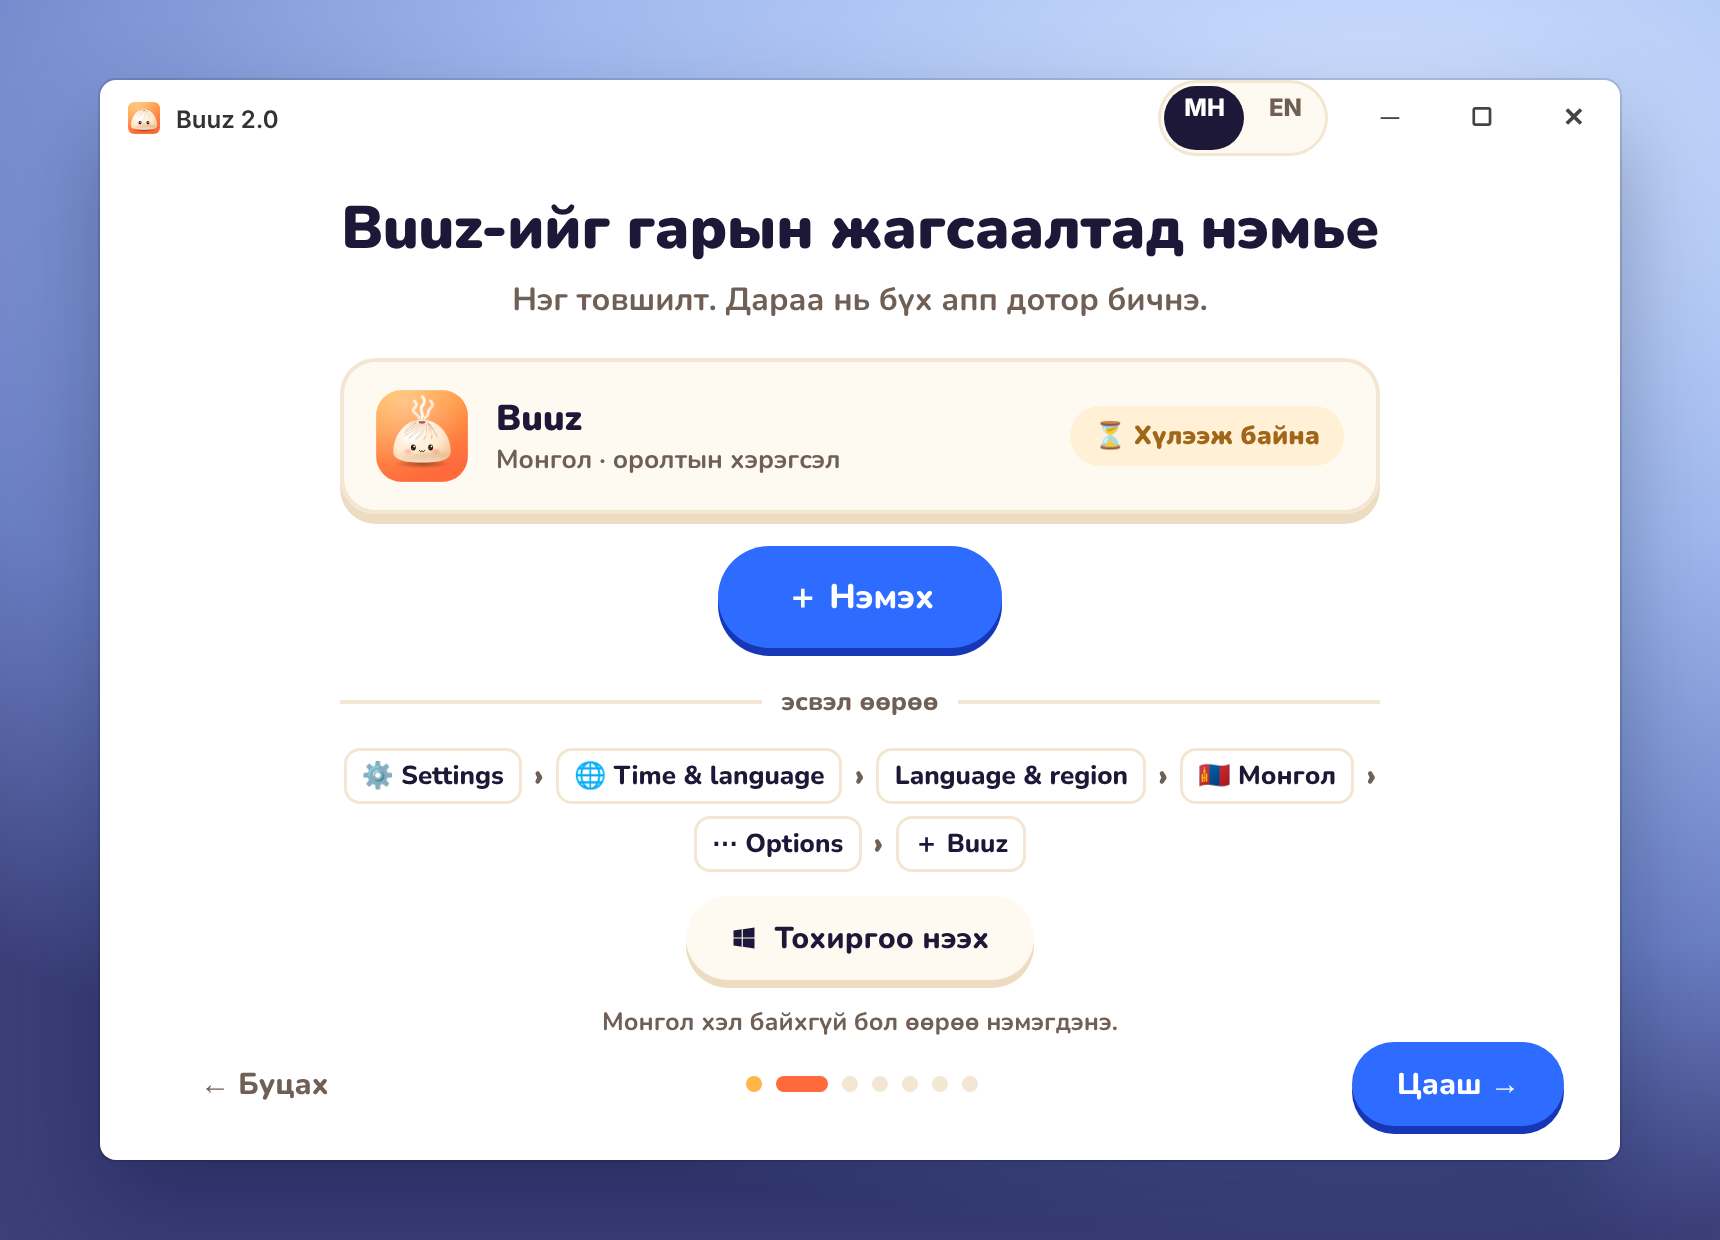 Buuz 2.0
МН EN
Buuz-ийг гарын жагсаалтад нэмье
Нэг товшилт. Дараа нь бүх апп дотор бичнэ.
Buuz
Монгол · оролтын хэрэгсэл
⏳ Хүлээж байна
+ Нэмэх
эсвэл өөрөө
⚙️ Settings › 🌐 Time & language › Language & region › 🇲🇳 Монгол ›
··· Options › + Buuz
Тохиргоо нээх
Монгол хэл байхгүй бол өөрөө нэмэгдэнэ.
← Буцах
Цааш →